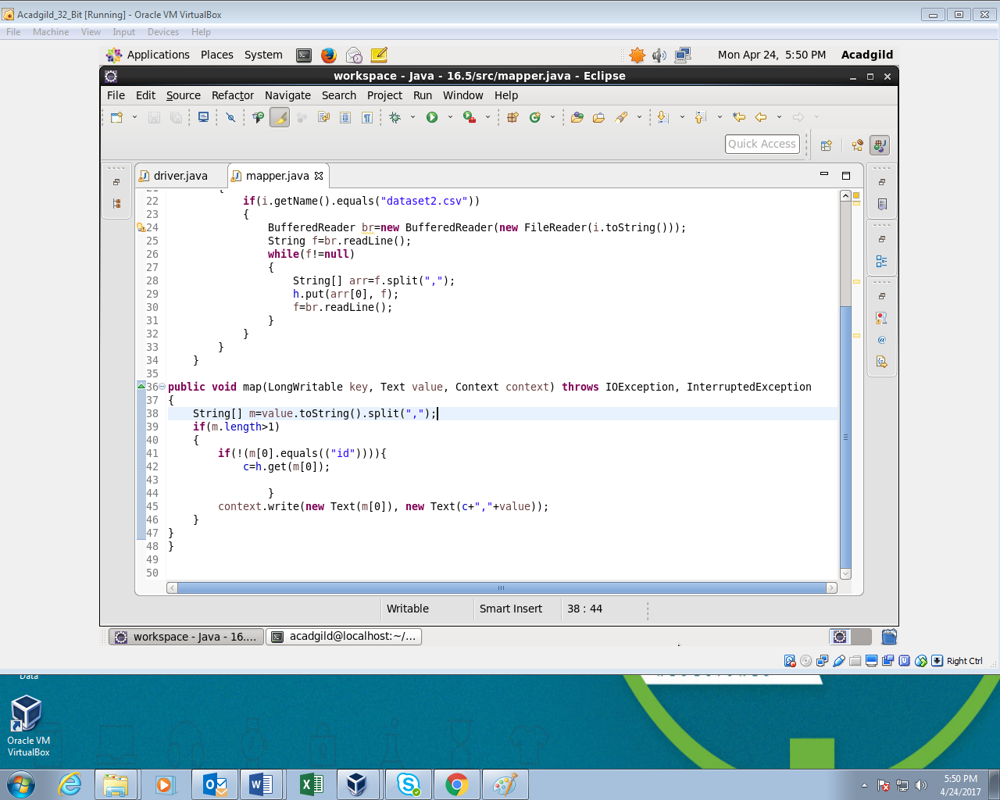 Acadgild_32_Bit [Running] - Oracle VM VirtualBox
File Machine View Input Devices Help
Applications Places System Mon Apr 24, 5:50 PM Acadgild
workspace - Java - 16.5/src/mapper.java - Eclipse
File Edit Source Refactor Navigate Search Project Run Window Help
Quick Access
driver.java mapper.java
21 {
22 if(i.getName().equals("dataset2.csv"))
23 {
24 BufferedReader br=new BufferedReader(new FileReader(i.toString()));
25 String f=br.readLine();
26 while(f!=null)
27 {
28 String[] arr=f.split(",");
29 h.put(arr[0], f);
30 f=br.readLine();
31 }
32 }
33 }
34 }
35
36 public void map(LongWritable key, Text value, Context context) throws IOException, InterruptedException
37 {
38 String[] m=value.toString().split(",");
39 if(m.length>1)
40 {
41 if(!(m[0].equals(("id")))){
42 c=h.get(m[0]);
43
44 }
45 context.write(new Text(m[0]), new Text(c+","+value));
46 }
47 }
48 }
49
50
Writable Smart Insert 38 : 44
workspace - Java - 16.... acadgild@localhost:~/...
Right Ctrl
Data
Oracle VM
VirtualBox
5:50 PM
4/24/2017